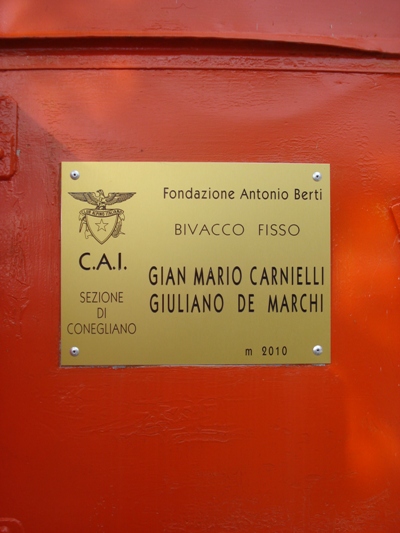 Fondazione Antonio Berti
BIVACCO FISSO
C.A.I.
SEZIONE
DI
CONEGLIANO
GIAN MARIO CARNIELLI
GIULIANO DE MARCHI
m 2010